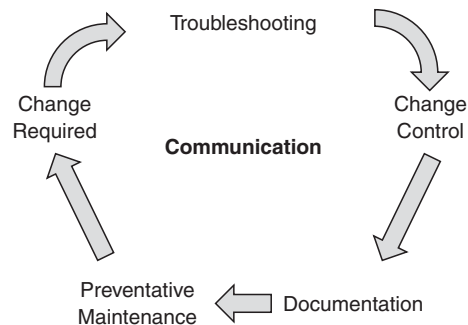 Troubleshooting
Change
Required
Change
Control
Communication
Preventative
Maintenance
Documentation